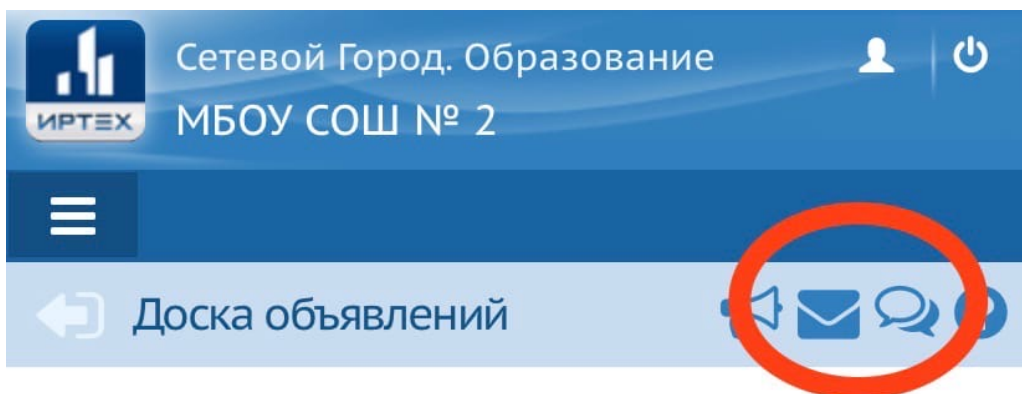 Сетевой Город. Образование
МБОУ СОШ № 2
ИРТЕХ
Доска объявлений